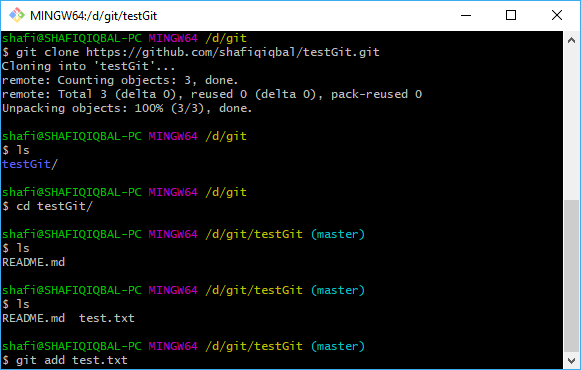 MINGW64:/d/git/testGit
shafi@SHAFIQIQBAL-PC MINGW64 /d/git
$ git clone https://github.com/shafiqiqbal/testGit.git
Cloning into 'testGit'...
remote: Counting objects: 3, done.
remote: Total 3 (delta 0), reused 0 (delta 0), pack-reused 0
Unpacking objects: 100% (3/3), done.
shafi@SHAFIQIQBAL-PC MINGW64 /d/git
$ ls
testGit/
shafi@SHAFIQIQBAL-PC MINGW64 /d/git
$ cd testGit/
shafi@SHAFIQIQBAL-PC MINGW64 /d/git/testGit (master)
$ ls
README.md
shafi@SHAFIQIQBAL-PC MINGW64 /d/git/testGit (master)
$ ls
README.md  test.txt
shafi@SHAFIQIQBAL-PC MINGW64 /d/git/testGit (master)
$ git add test.txt